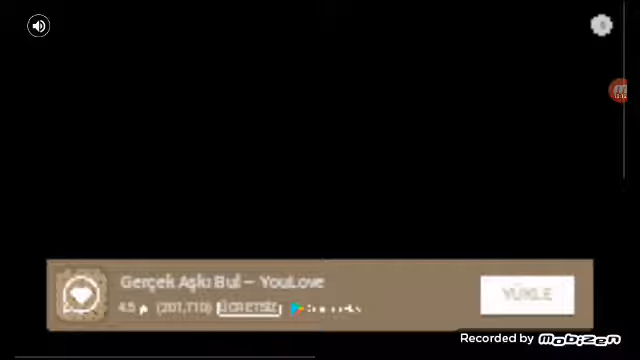 Gerçek Aşkı Bul – YouLove
4.5 (201,710) ÜCRETSİZ
YÜKLE
Recorded by MOBIZEN